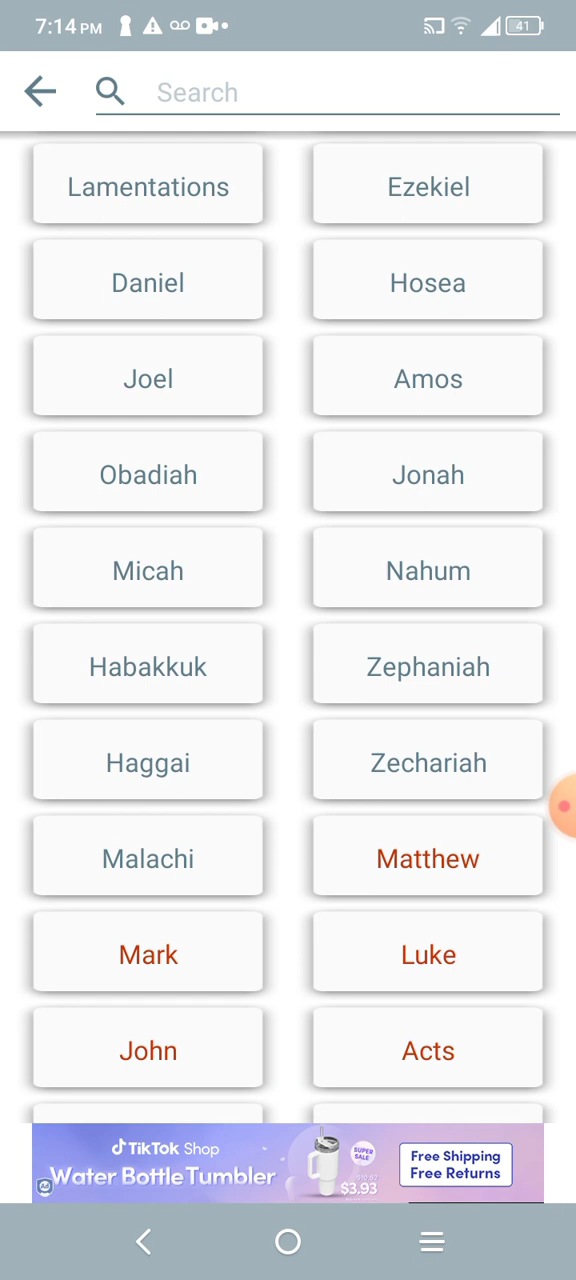 7:14 PM 41
Search
Lamentations Ezekiel
Daniel Hosea
Joel Amos
Obadiah Jonah
Micah Nahum
Habakkuk Zephaniah
Haggai Zechariah
Malachi Matthew
Mark Luke
John Acts
TikTok Shop
Water Bottle Tumbler
SUPER
SALE
$3.93
Free Shipping
Free Returns